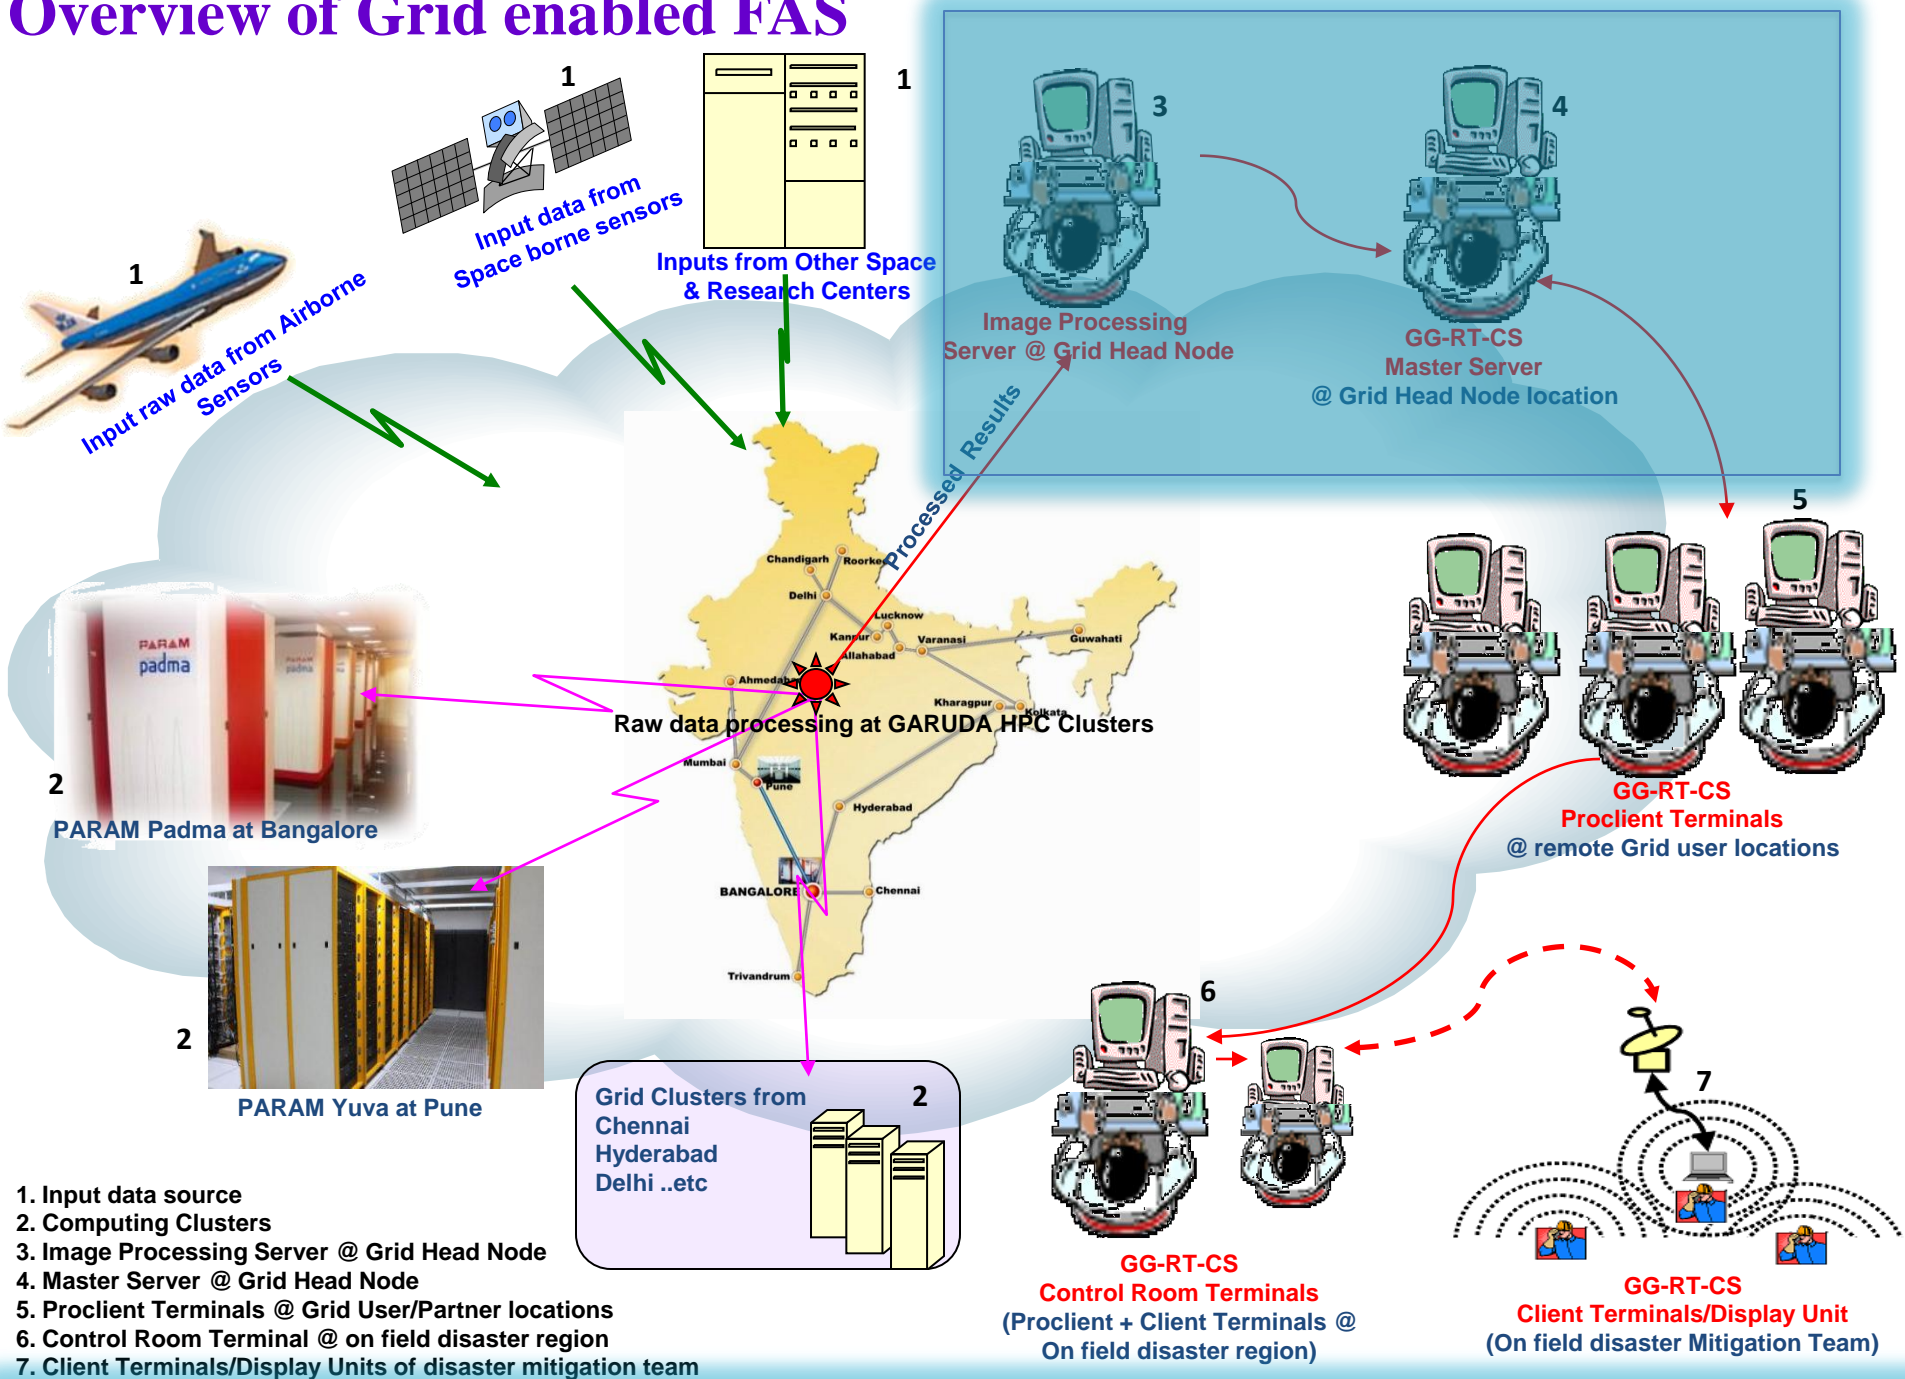 Overview of Grid enabled FAS
1
1
1
1
3
4
5
Input raw data from Airborne
Sensors
Input data from
Space borne sensors
Inputs from Other Space
& Research Centers
Image Processing
Server @ Grid Head Node
GG-RT-CS
Master Server
@ Grid Head Node location
Processed Results
Chandigarh
Roorkee
Delhi
Lucknow
Kanpur
Varanasi
Guwahati
Allahabad
Ahmedabad
Kharagpur
Kolkata
Raw data processing at GARUDA HPC Clusters
Mumbai
Pune
Hyderabad
BANGALORE
Chennai
Trivandrum
PARAM
padma
PARAM
padma
2
PARAM Padma at Bangalore
2
PARAM Yuva at Pune
GG-RT-CS
Proclient Terminals
@ remote Grid user locations
Grid Clusters from
Chennai
Hyderabad
Delhi ..etc
2
6
GG-RT-CS
Control Room Terminals
(Proclient + Client Terminals @
On field disaster region)
7
GG-RT-CS
Client Terminals/Display Unit
(On field disaster Mitigation Team)
1. Input data source
2. Computing Clusters
3. Image Processing Server @ Grid Head Node
4. Master Server @ Grid Head Node
5. Proclient Terminals @ Grid User/Partner locations
6. Control Room Terminal @ on field disaster region
7. Client Terminals/Display Units of disaster mitigation team